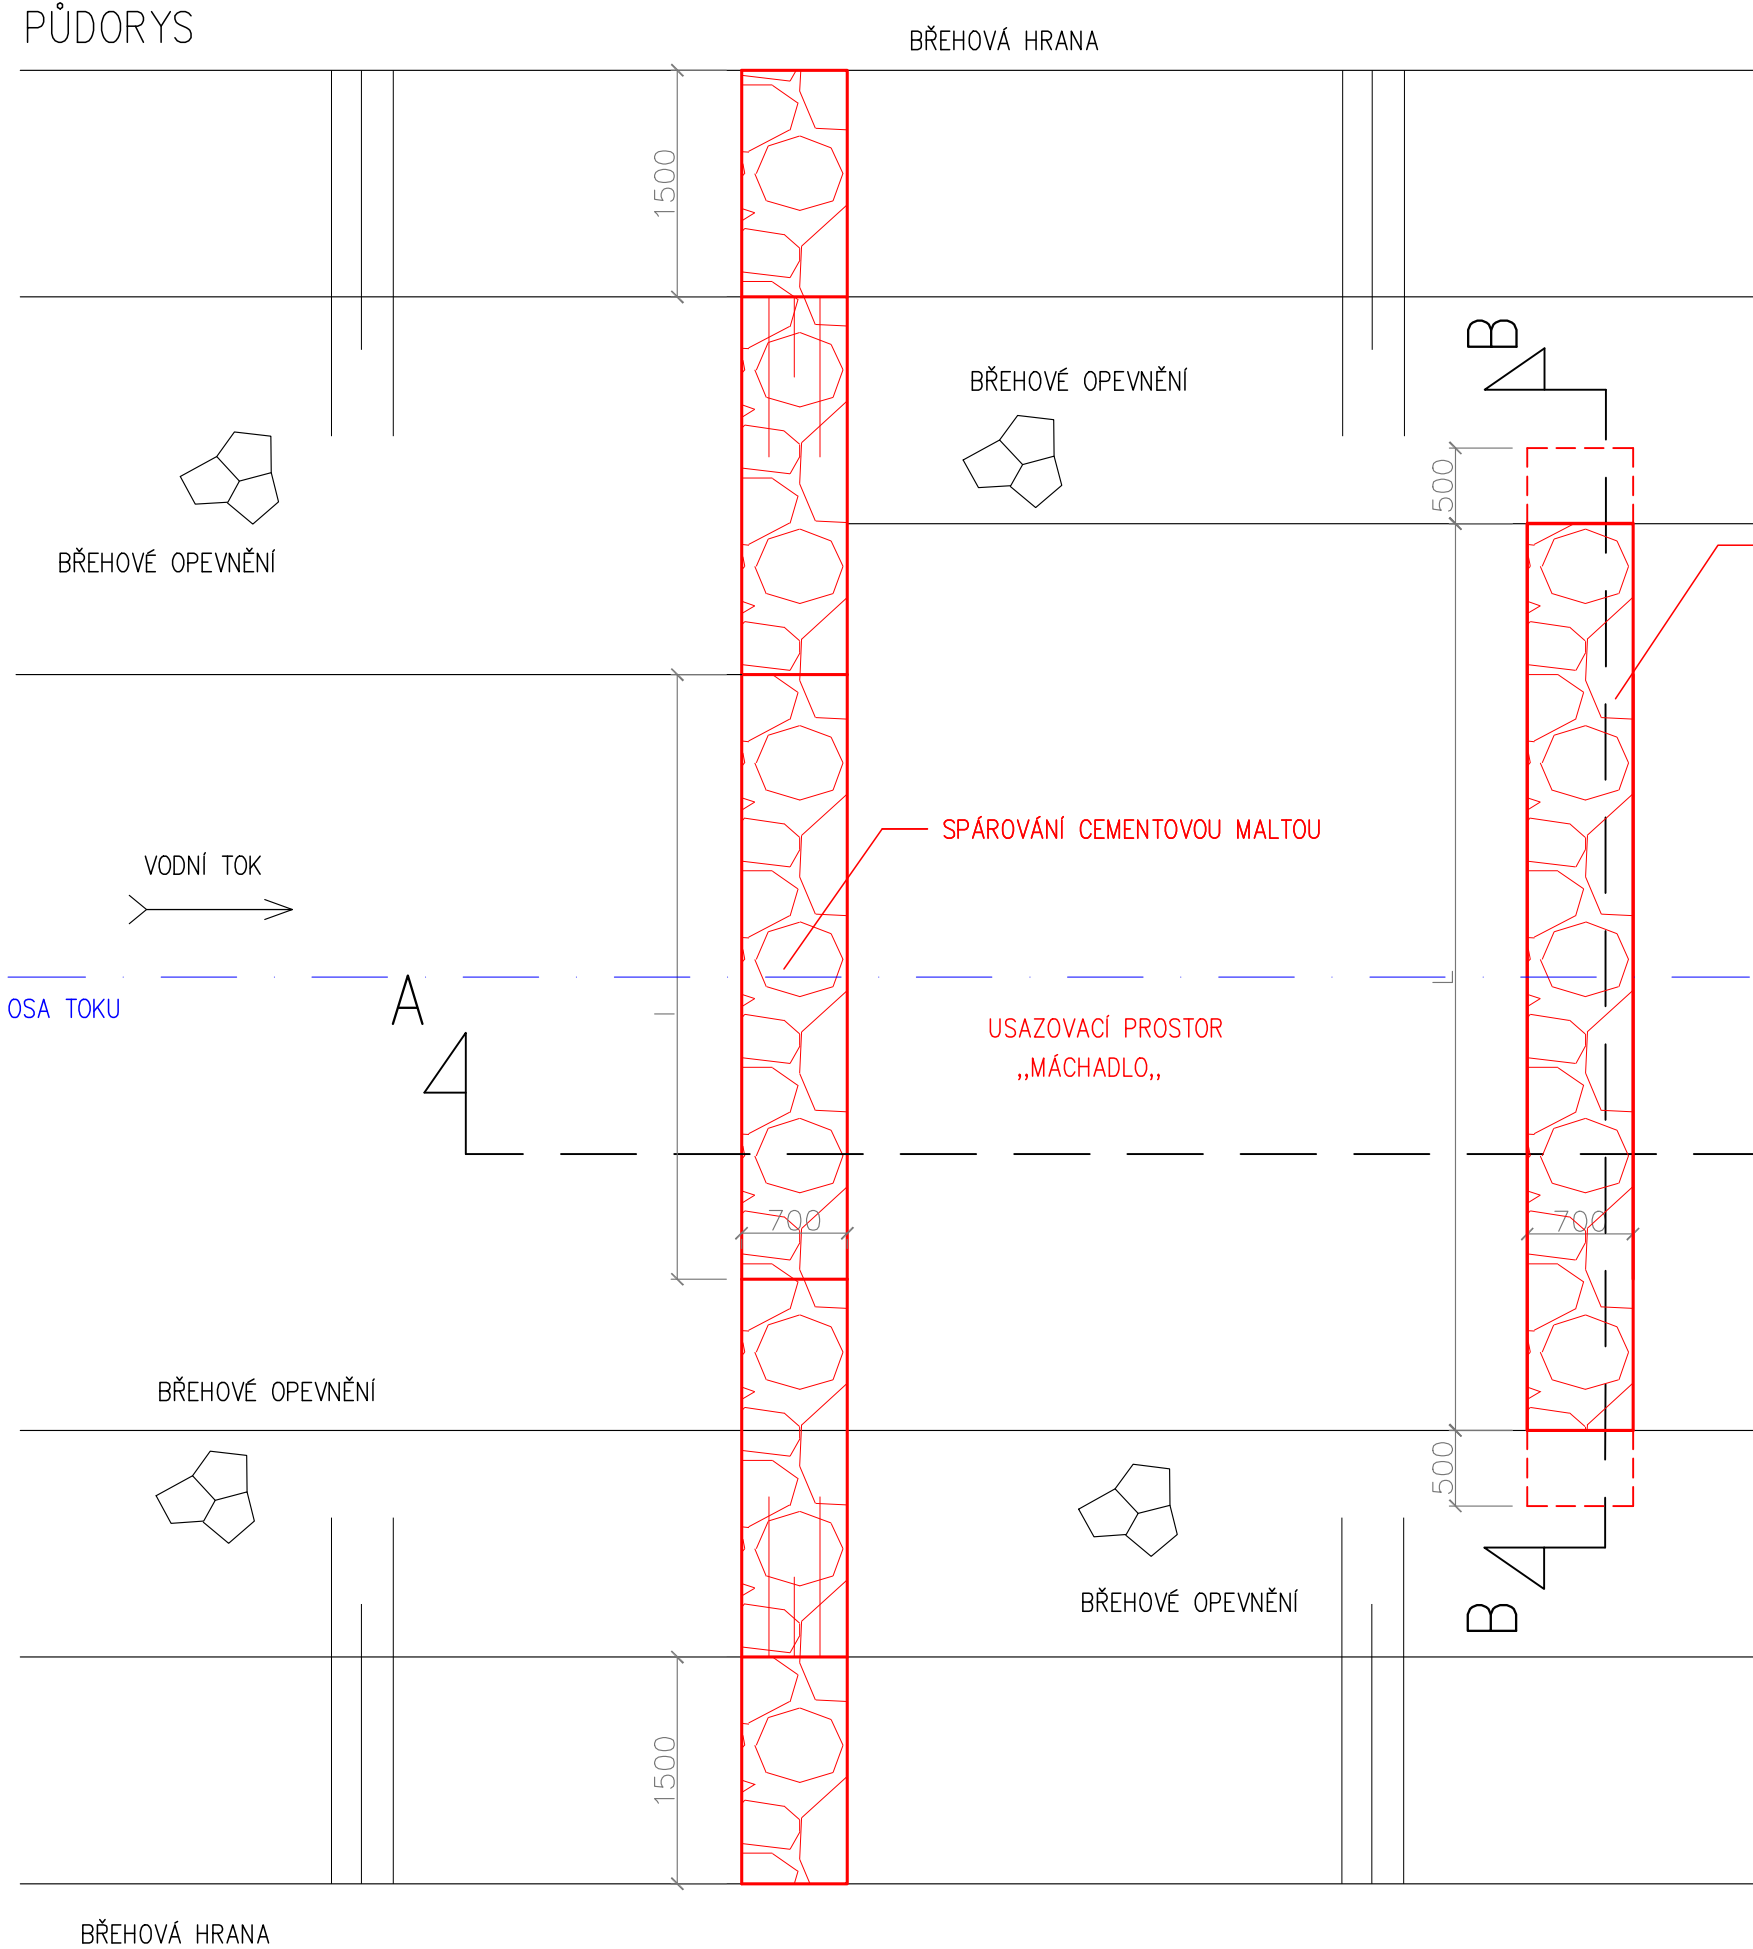 PŮDORYS
BŘEHOVÁ HRANA
1500
B
BŘEHOVÉ OPEVNĚNÍ
500
BŘEHOVÉ OPEVNĚNÍ
SPÁROVÁNÍ CEMENTOVOU MALTOU
VODNÍ TOK
OSA TOKU
A
l
L
USAZOVACÍ PROSTOR
„MÁCHADLO„
700
700
BŘEHOVÉ OPEVNĚNÍ
500
BŘEHOVÉ OPEVNĚNÍ
B
1500
BŘEHOVÁ HRANA